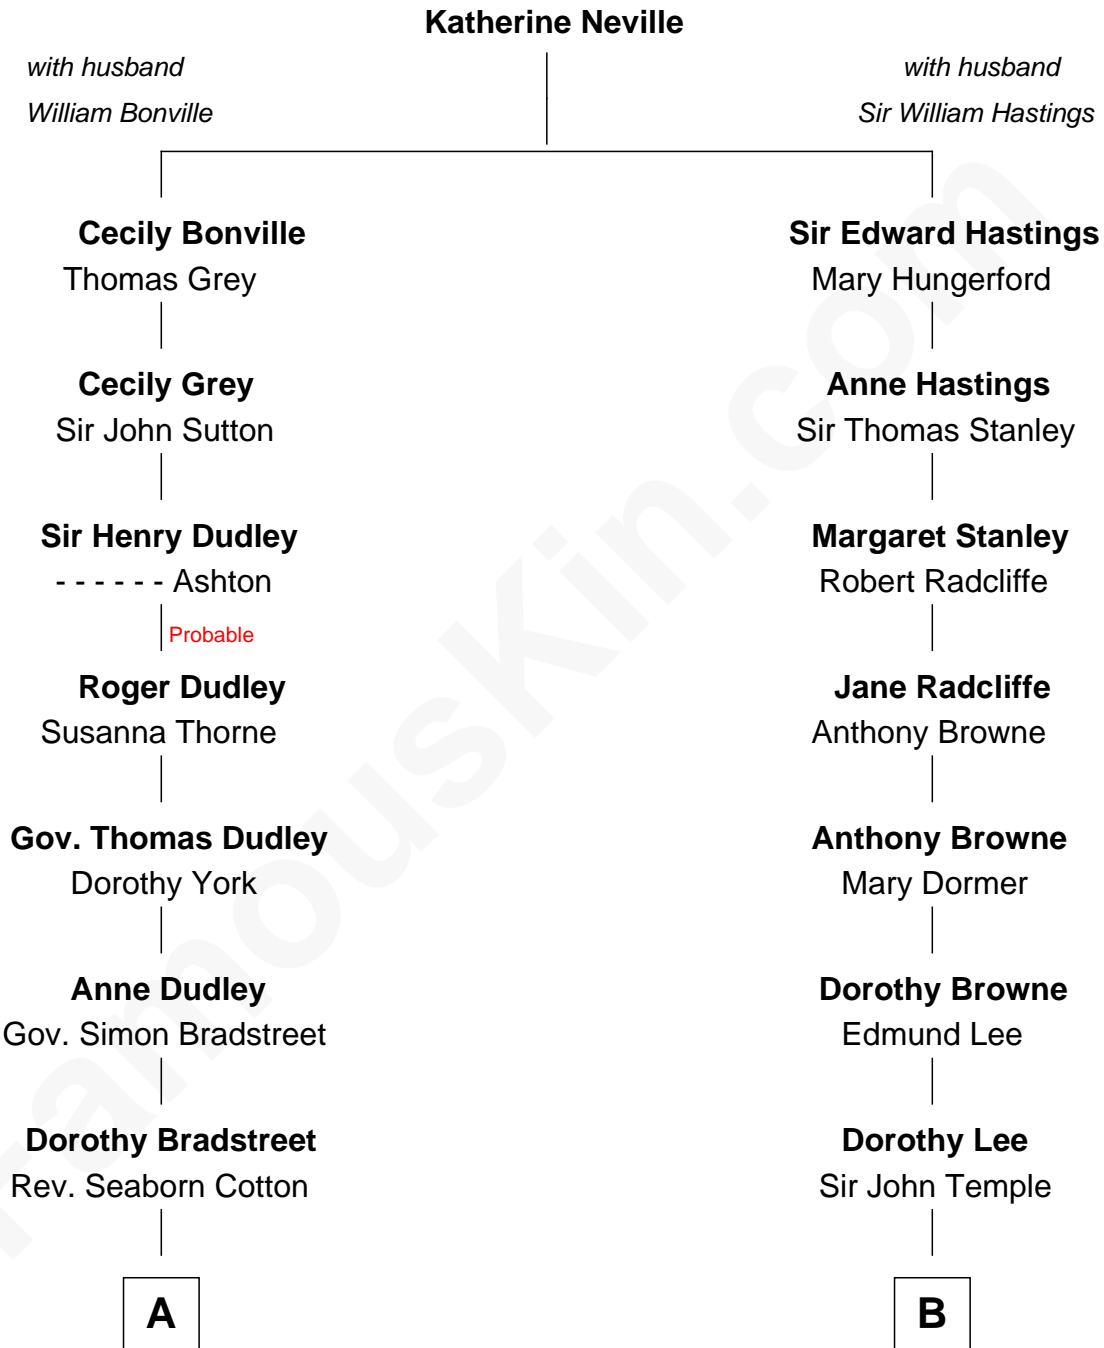 Katherine Neville
with husband
William Bonville
with husband
Sir William Hastings
Cecily Bonville
Thomas Grey
Sir Edward Hastings
Mary Hungerford
Cecily Grey
Sir John Sutton
Anne Hastings
Sir Thomas Stanley
Sir Henry Dudley
- - - - - - Ashton
Margaret Stanley
Robert Radcliffe
Probable
Roger Dudley
Susanna Thorne
Jane Radcliffe
Anthony Browne
Gov. Thomas Dudley
Dorothy York
Anthony Browne
Mary Dormer
Anne Dudley
Gov. Simon Bradstreet
Dorothy Browne
Edmund Lee
Dorothy Bradstreet
Rev. Seaborn Cotton
Dorothy Lee
Sir John Temple
A
B
FamousKin.com